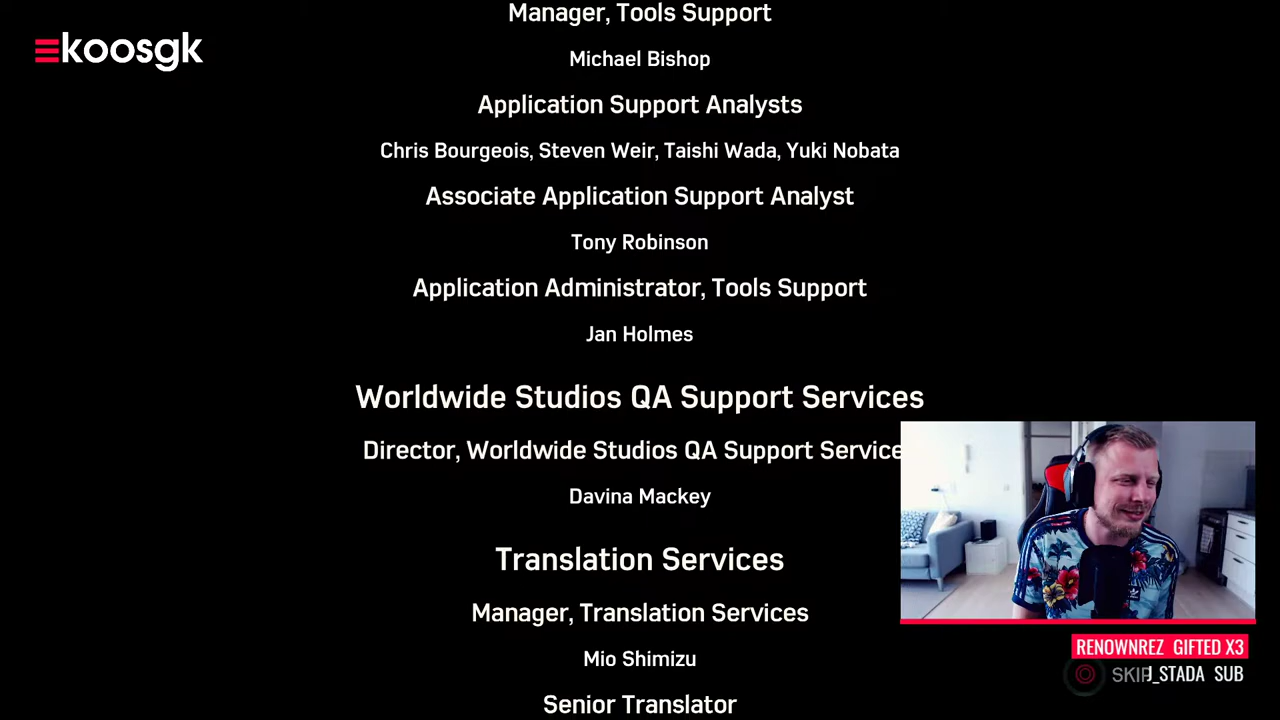 koosgk
Manager, Tools Support
Michael Bishop
Application Support Analysts
Chris Bourgeois, Steven Weir, Taishi Wada, Yuki Nobata
Associate Application Support Analyst
Tony Robinson
Application Administrator, Tools Support
Jan Holmes
Worldwide Studios QA Support Services
Director, Worldwide Studios QA Support Service
Davina Mackey
Translation Services
Manager, Translation Services
Mio Shimizu
Senior Translator
RENOWNREZ GIFTED X3
SKIP
J_STADA SUB